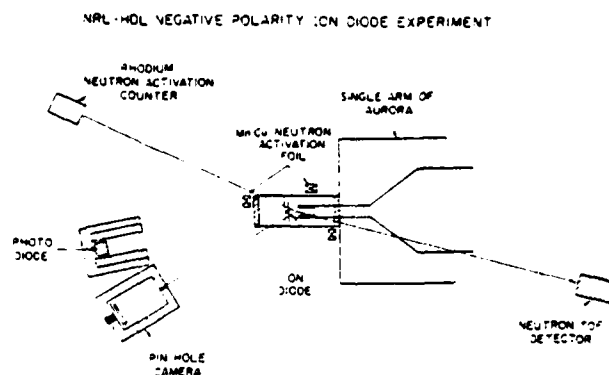 NRL-HDL NEGATIVE POLARITY ION DIODE EXPERIMENT
RHODIUM
NEUTRON ACTIVATION
COUNTER
SINGLE ARM OF
AURORA
NEUTRON
ACTIVATION
FOIL
PHOTO
DIODE
ION
DIODE
PIN HOLE
CAMERA
NEUTRON TOF
DETECTOR